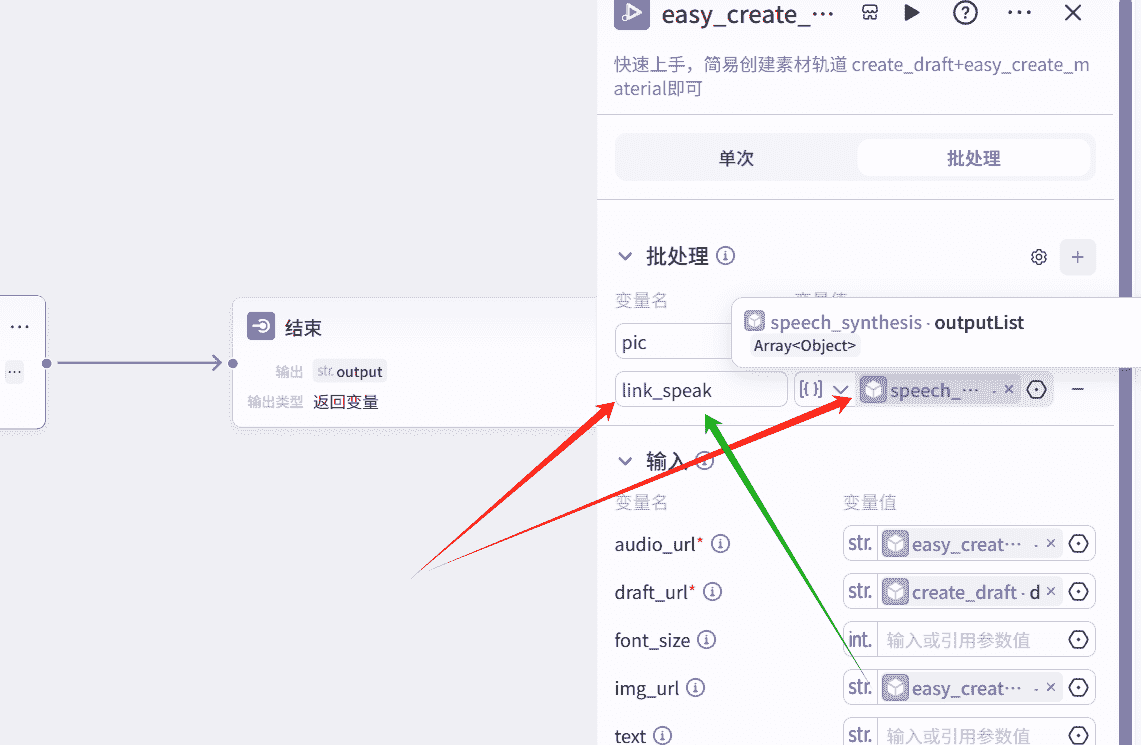 easy_create_···
快速上手，简易创建素材轨道 create_draft+easy_create_m
aterial即可
单次
批处理
批处理
变量名
speech_synthesis · outputList
Array<Object>
pic
link_speak
speech_ ···
结束
输出 str. output
输出类型 返回变量
输入
变量名 变量值
audio_url* str. easy_creat···
draft_url* str. create_draft · d
font_size int. 输入或引用参数值
img_url str. easy_creat···
text str. 输入或引用参数值